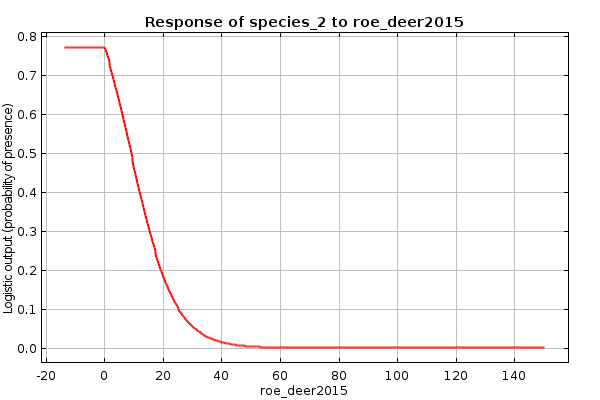 Response of species_2 to roe_deer2015
Logistic output (probability of presence)
0.8
0.7
0.6
0.5
0.4
0.3
0.2
0.1
0.0
-20 0 20 40 60 80 100 120 140
roe_deer2015